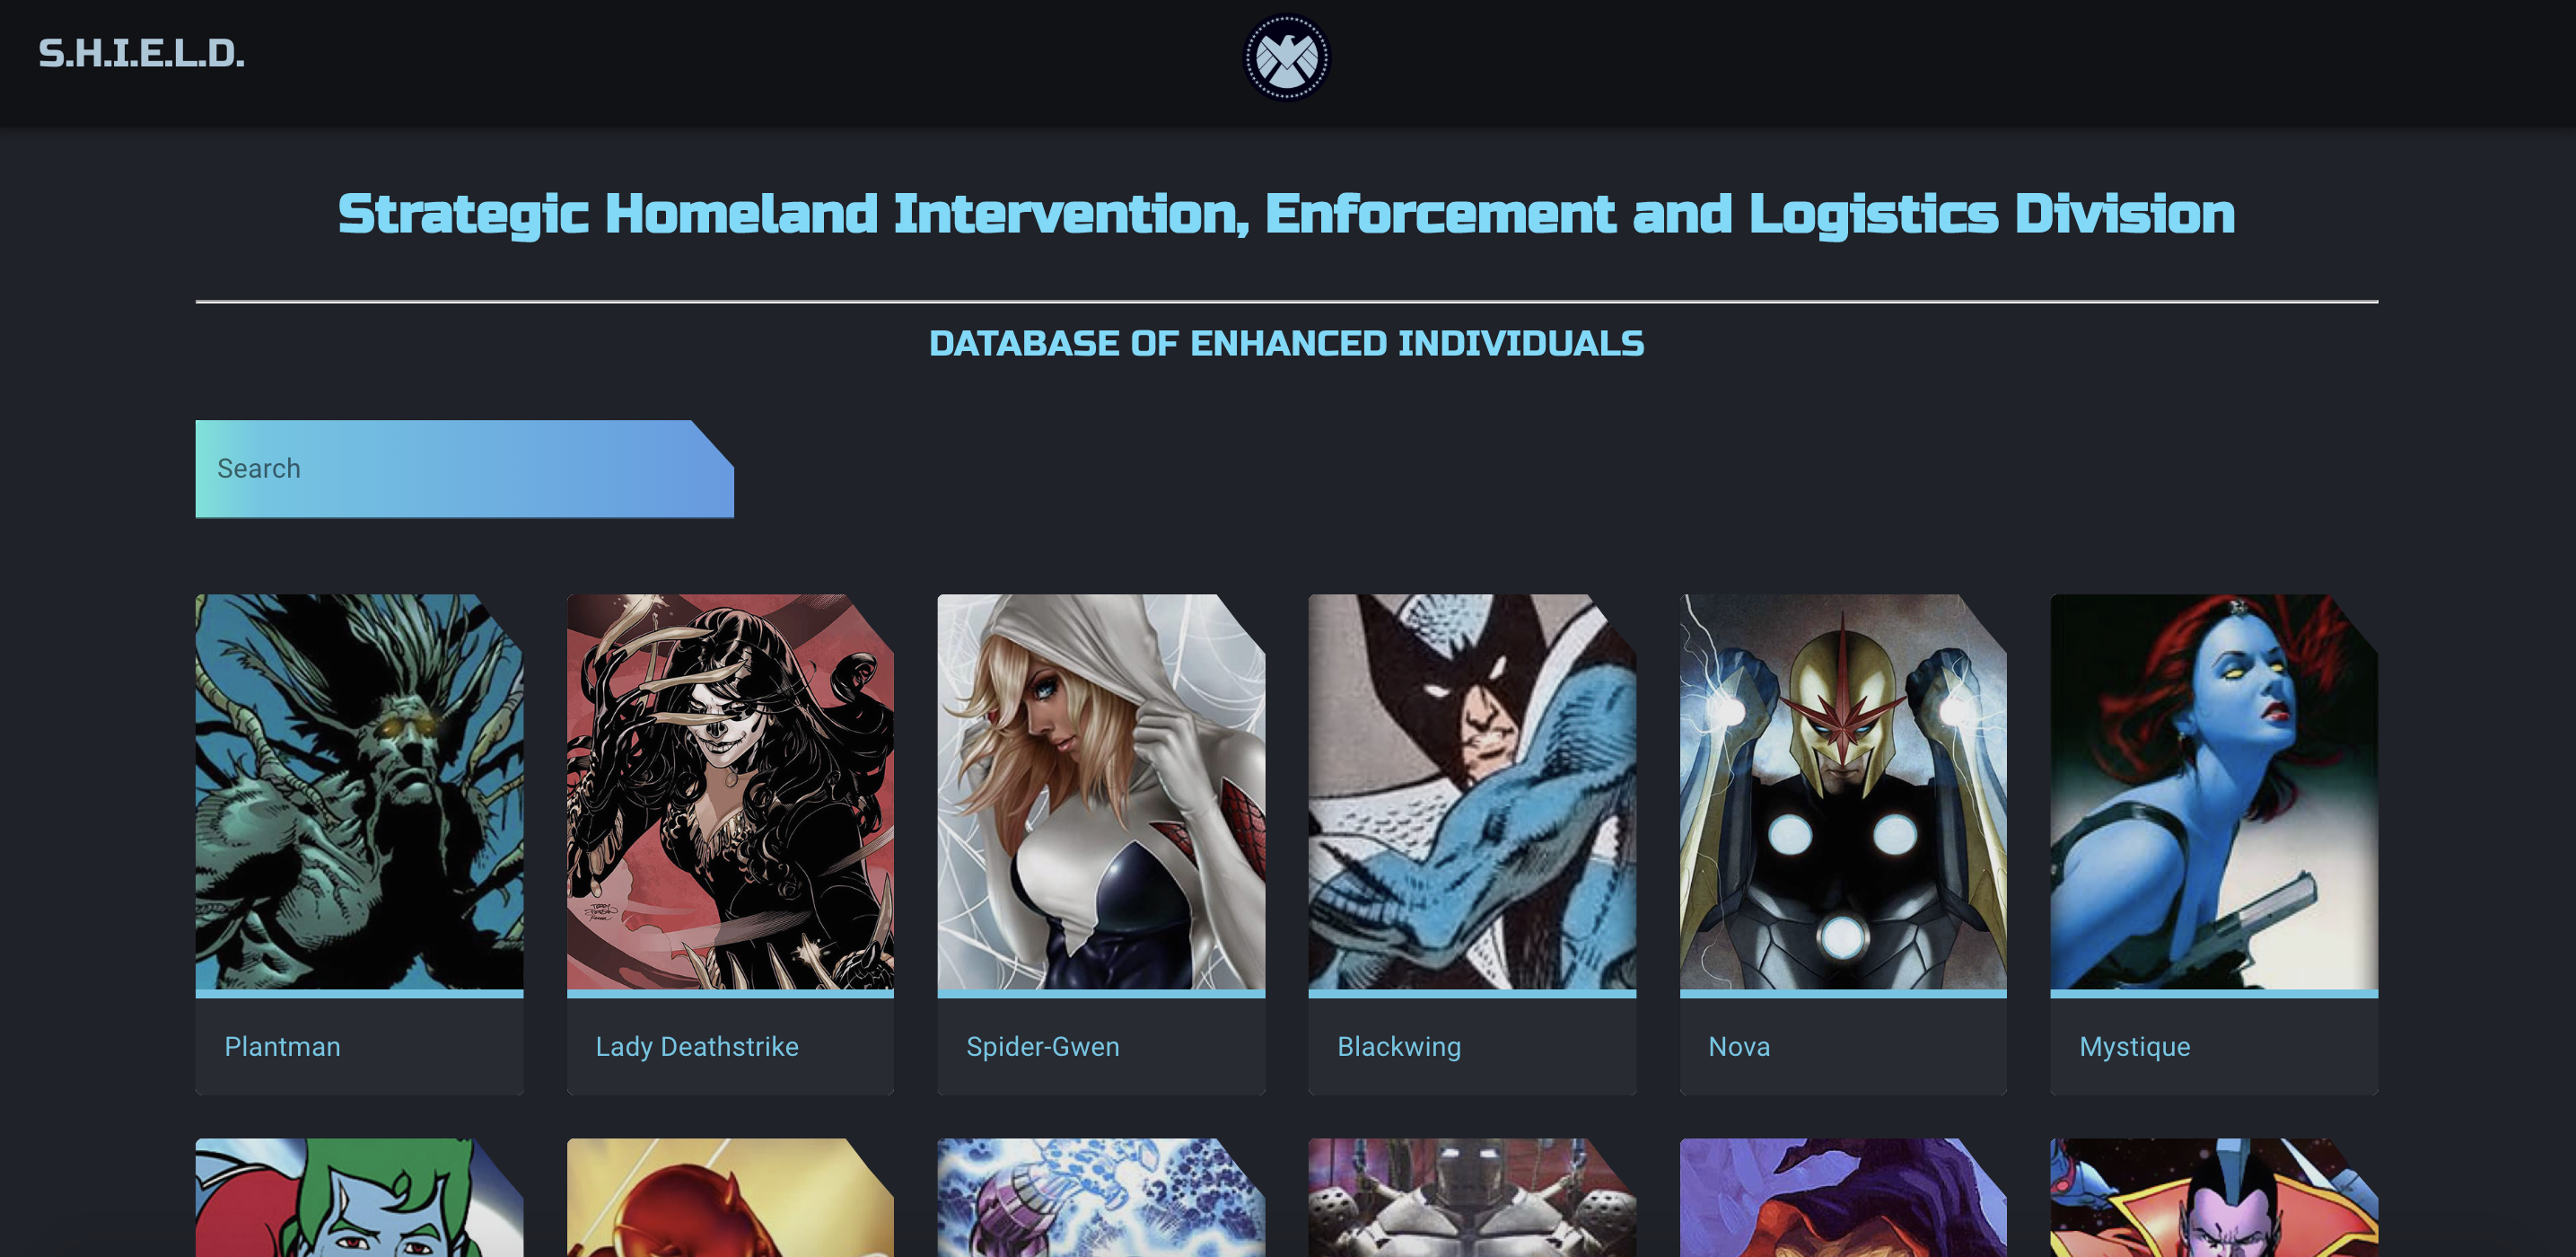 S.H.I.E.L.D.
Strategic Homeland Intervention, Enforcement and Logistics Division
DATABASE OF ENHANCED INDIVIDUALS
Search
Plantman
Lady Deathstrike
Spider-Gwen
Blackwing
Nova
Mystique